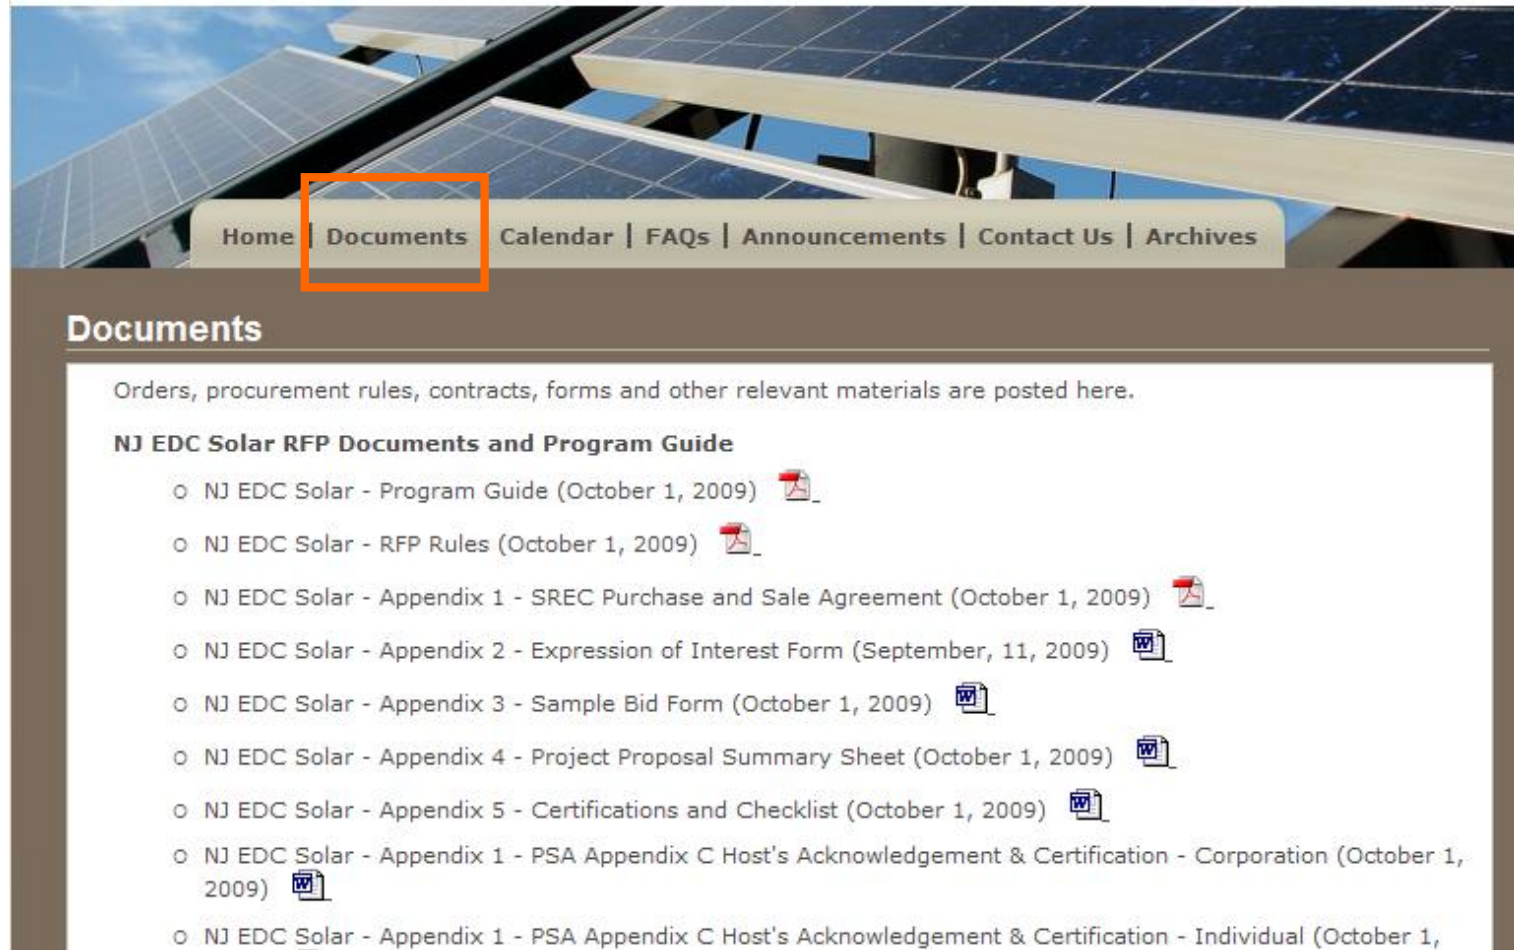 Home | Documents | Calendar | FAQs | Announcements | Contact Us | Archives
Documents
Orders, procurement rules, contracts, forms and other relevant materials are posted here.
NJ EDC Solar RFP Documents and Program Guide
o NJ EDC Solar - Program Guide (October 1, 2009)
o NJ EDC Solar - RFP Rules (October 1, 2009)
o NJ EDC Solar - Appendix 1 - SREC Purchase and Sale Agreement (October 1, 2009)
o NJ EDC Solar - Appendix 2 - Expression of Interest Form (September, 11, 2009)
o NJ EDC Solar - Appendix 3 - Sample Bid Form (October 1, 2009)
o NJ EDC Solar - Appendix 4 - Project Proposal Summary Sheet (October 1, 2009)
o NJ EDC Solar - Appendix 5 - Certifications and Checklist (October 1, 2009)
o NJ EDC Solar - Appendix 1 - PSA Appendix C Host's Acknowledgement & Certification - Corporation (October 1,
2009)
o NJ EDC Solar - Appendix 1 - PSA Appendix C Host's Acknowledgement & Certification - Individual (October 1,